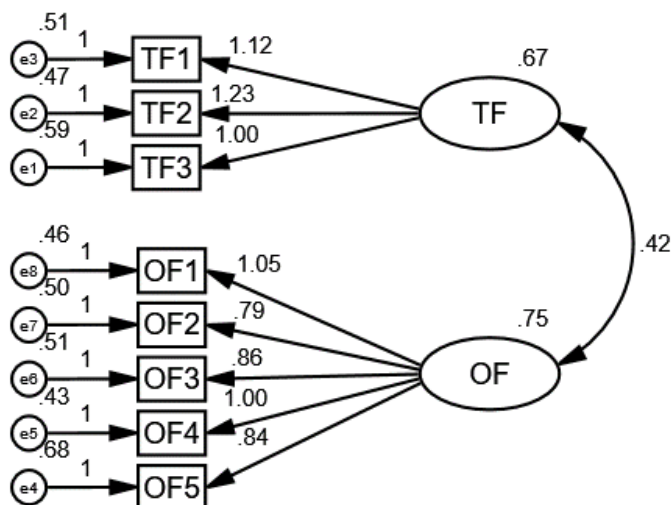 .51
e3 1 TF1 1.12
.67
.47
e2 1 TF2 1.23 TF
.59
e1 1 TF3 1.00
.42
.46
e8 1 OF1 1.05
.50
e7 1 OF2 .79
.75
.51
e6 1 OF3 .86 OF
.43
e5 1 OF4 1.00
.68
e4 1 OF5 .84